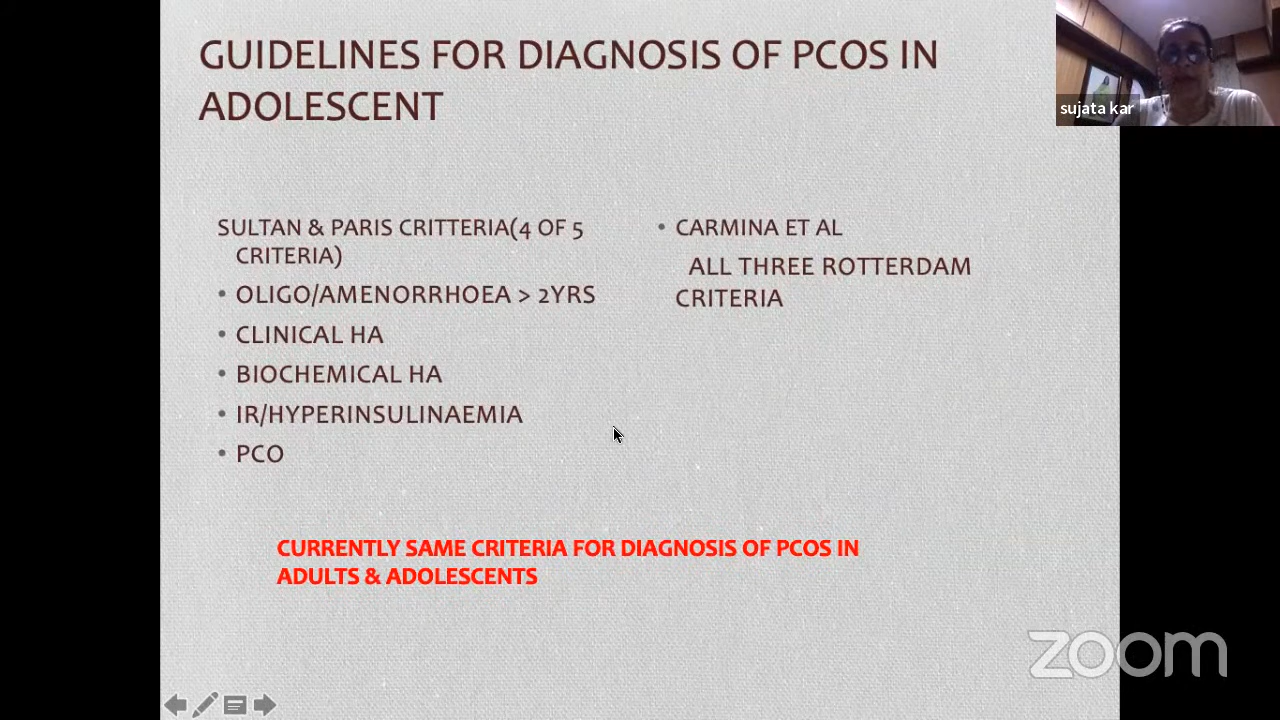 GUIDELINES FOR DIAGNOSIS OF PCOS IN
ADOLESCENT
sujata kar
SULTAN & PARIS CRITTERIA(4 OF 5
CRITERIA)
• OLIGO/AMENORRHOEA > 2YRS
• CLINICAL HA
• BIOCHEMICAL HA
• IR/HYPERINSULINAEMIA
• PCO
• CARMINA ET AL
ALL THREE ROTTERDAM
CRITERIA
CURRENTLY SAME CRITERIA FOR DIAGNOSIS OF PCOS IN
ADULTS & ADOLESCENTS
zoom